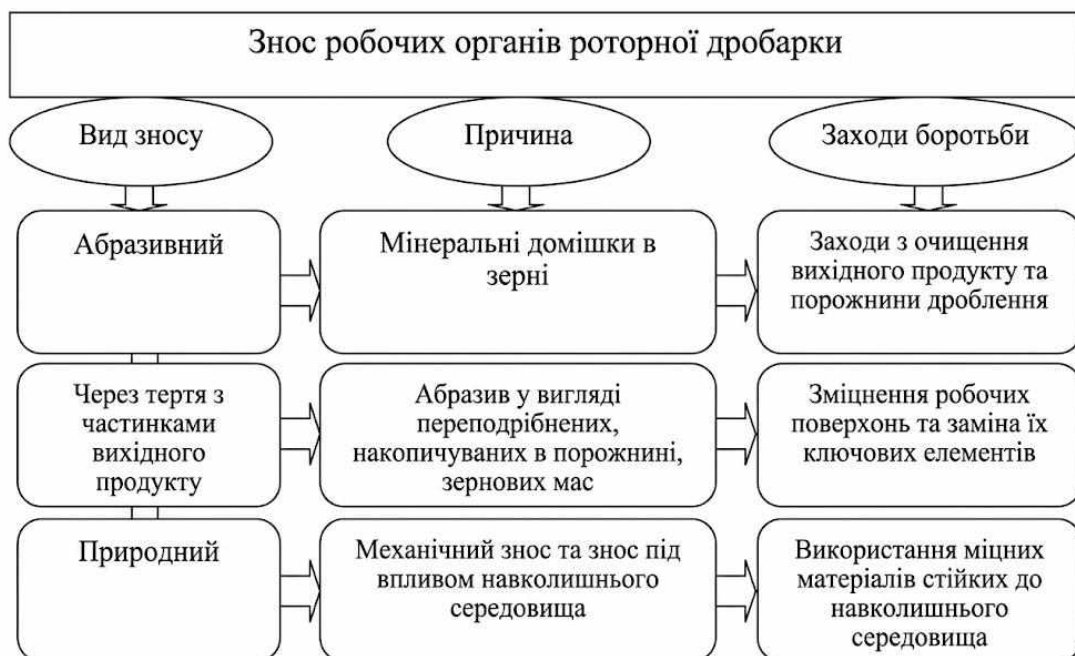 Знос робочих органів роторної дробарки
Вид зносу
Причина
Заходи боротьби
Абразивний
Мінеральні домішки в
зерні
Заходи з очищення
вихідного продукту та
порожнини дроблення
Через тертя з
частинками
вихідного
продукту
Абразив у вигляді
переподрібнених,
накопичуваних в порожнині,
зернових мас
Зміцнення робочих
поверхонь та заміна їх
ключових елементів
Природний
Механічний знос та знос під
впливом навколишнього
середовища
Використання міцних
матеріалів стійких до
навколишнього
середовища